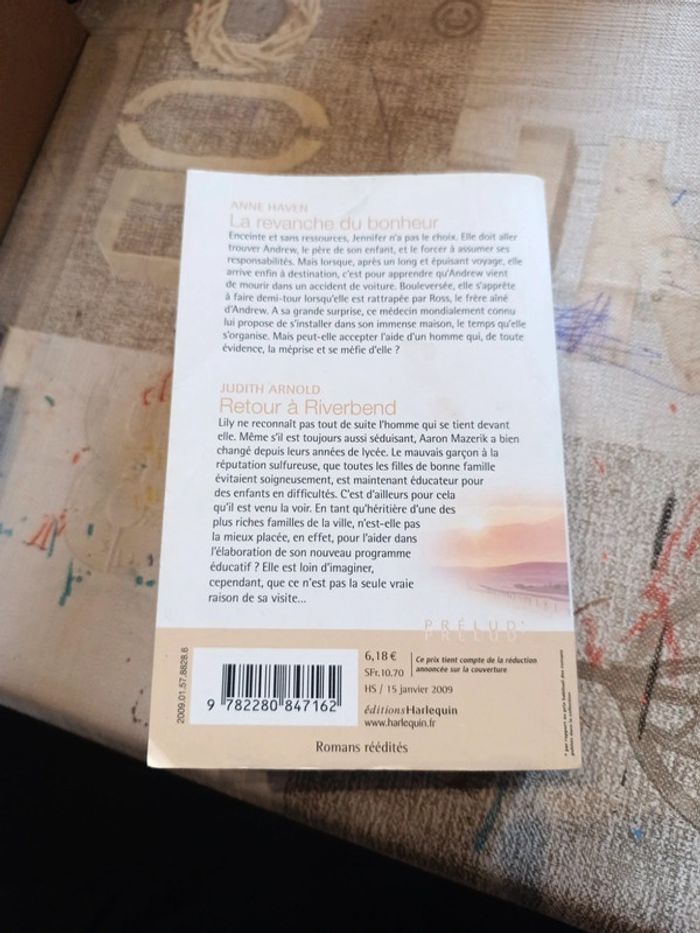 ANNE HAVEN
La revanche du bonheur
Enceinte et sans ressources, Jennifer n'a pas le choix. Elle doit aller
trouver Andrew, le père de son enfant, et le forcer à assumer ses
responsabilités. Mais lorsque, après un long et épuisant voyage, elle
arrive enfin à destination, c'est pour apprendre qu'Andrew vient
de mourir dans un accident de voiture. Bouleversée, elle s'apprête
à faire demi-tour lorsqu'elle est rattrapée par Ross, le frère aîné
d'Andrew. A sa grande surprise, ce médecin mondialement connu
lui propose de s'installer dans son immense maison, le temps qu'elle
s'organise. Mais peut-elle accepter l'aide d'un homme qui, de toute
évidence, la méprise et se méfie d'elle ?
JUDITH ARNOLD
Retour à Riverbend
Lily ne reconnaît pas tout de suite l'homme qui se tient devant
elle. Même s'il est toujours aussi séduisant, Aaron Mazerik a bien
changé depuis leurs années de lycée. Le mauvais garçon à la
réputation sulfureuse, que toutes les filles de bonne famille
évitaient soigneusement, est maintenant éducateur pour
des enfants en difficultés. C'est d'ailleurs pour cela
qu'il est venu la voir. En tant qu'héritière d'une des
plus riches familles de la ville, n'est-elle pas
la mieux placée, en effet, pour l'aider dans
l'élaboration de son nouveau programme
éducatif ? Elle est loin d'imaginer,
cependant, que ce n'est pas la seule vraie
raison de sa visite...
PRÉLUD'
PRÉLUD'
2009.01.57.8828.6
9 782280 847162
6,18 €
SFr.10.70
Ce prix tient compte de la réduction
annoncée sur la couverture
HS / 15 janvier 2009
éditionsHarlequin
www.harlequin.fr
Romans réédités
* par rapport au prix habituel des romans
publiés dans la collection